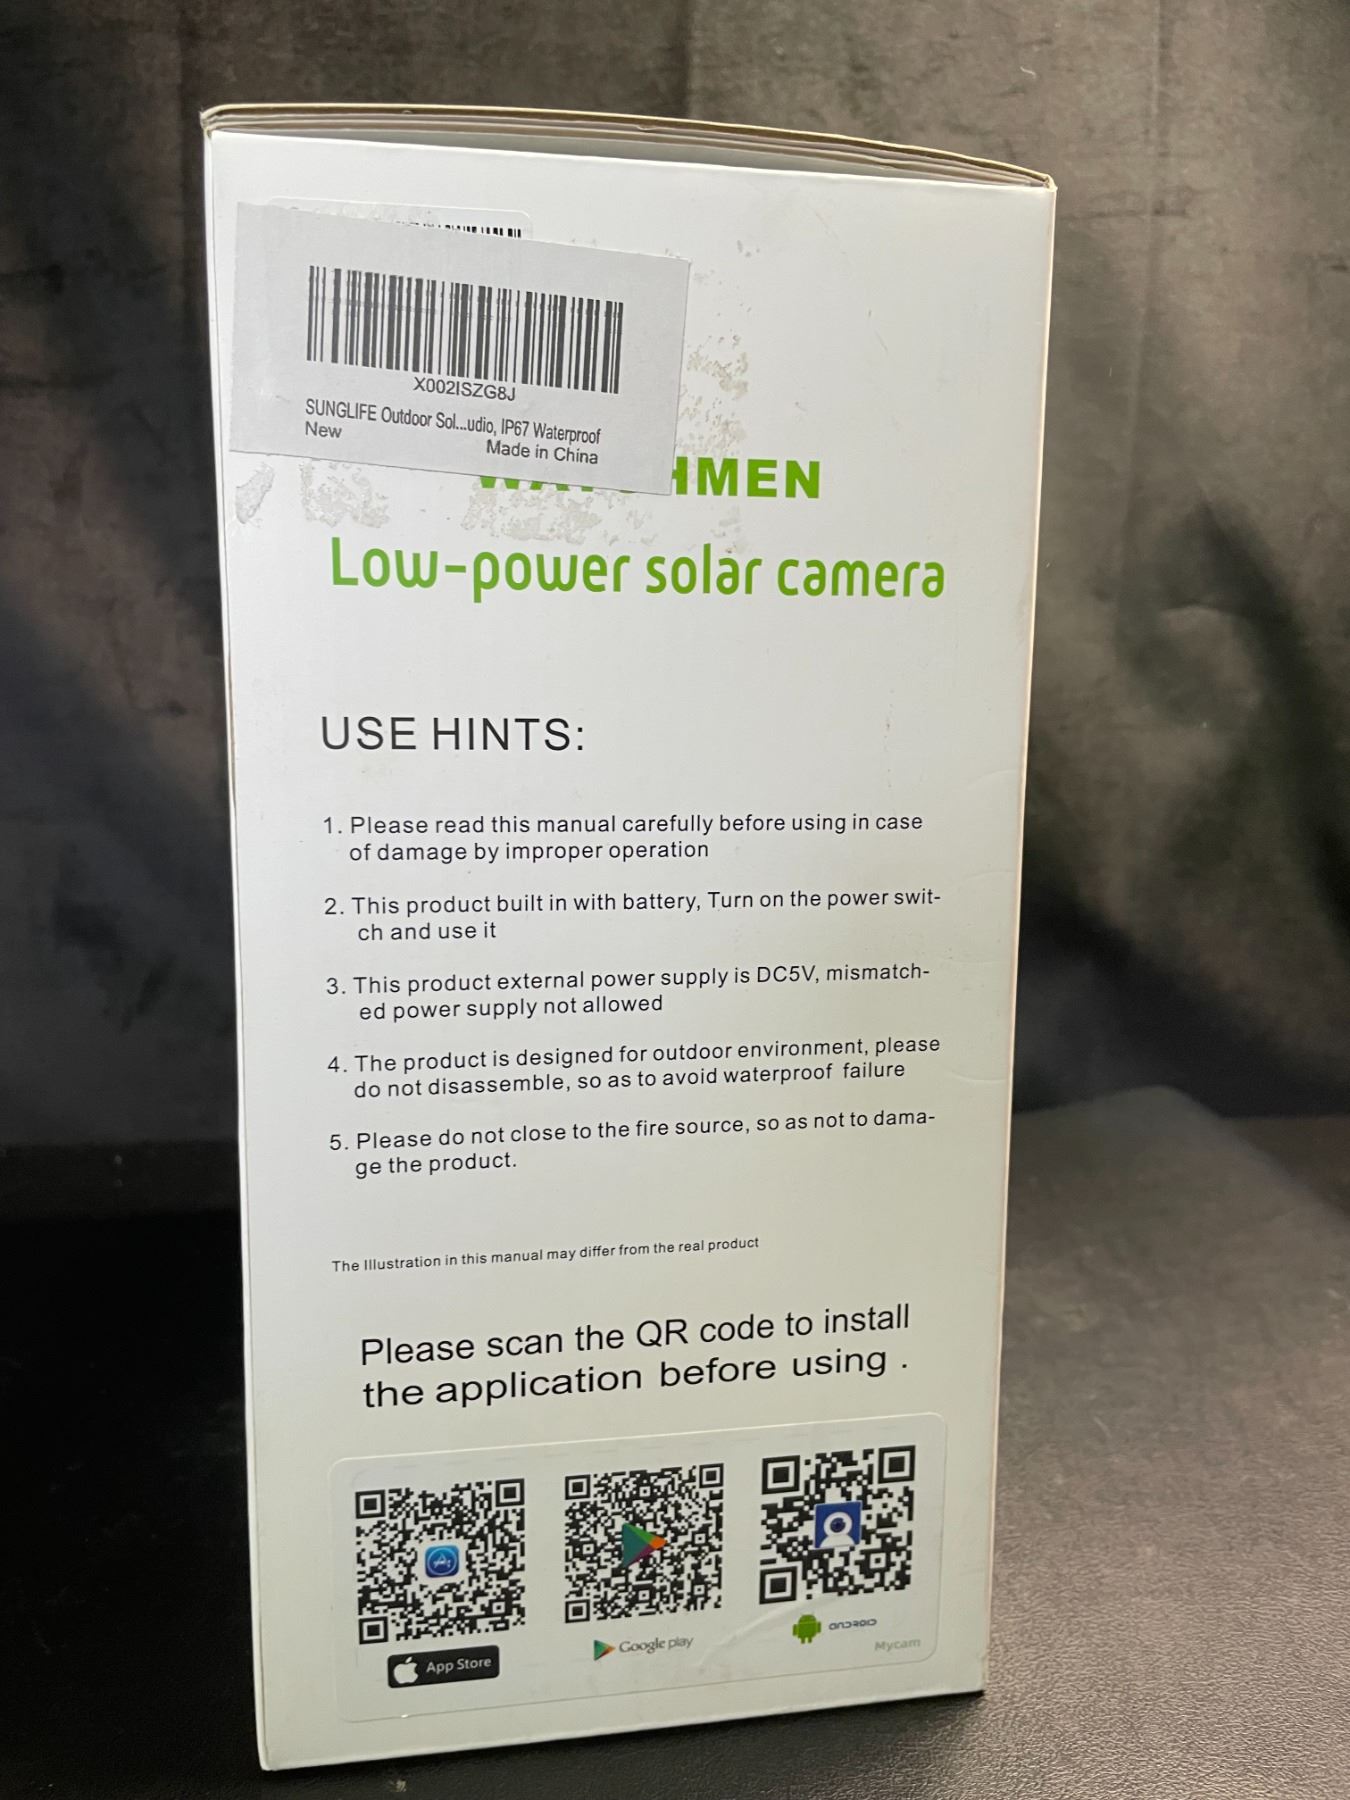 X002ISZG8J
SUNGLIFE Outdoor Sol...udio, IP67 Waterproof
New
Made in China
HMEN
Low-power solar camera
USE HINTS:
1. Please read this manual carefully before using in case
of damage by improper operation
2. This product built in with battery, Turn on the power swit-
ch and use it
3. This product external power supply is DC5V, mismatch-
ed power supply not allowed
4. The product is designed for outdoor environment, please
do not disassemble, so as to avoid waterproof failure
5. Please do not close to the fire source, so as not to dama-
ge the product.
The Illustration in this manual may differ from the real product
Please scan the QR code to install
the application before using .
App Store
Google play
ANDROID
Mycam